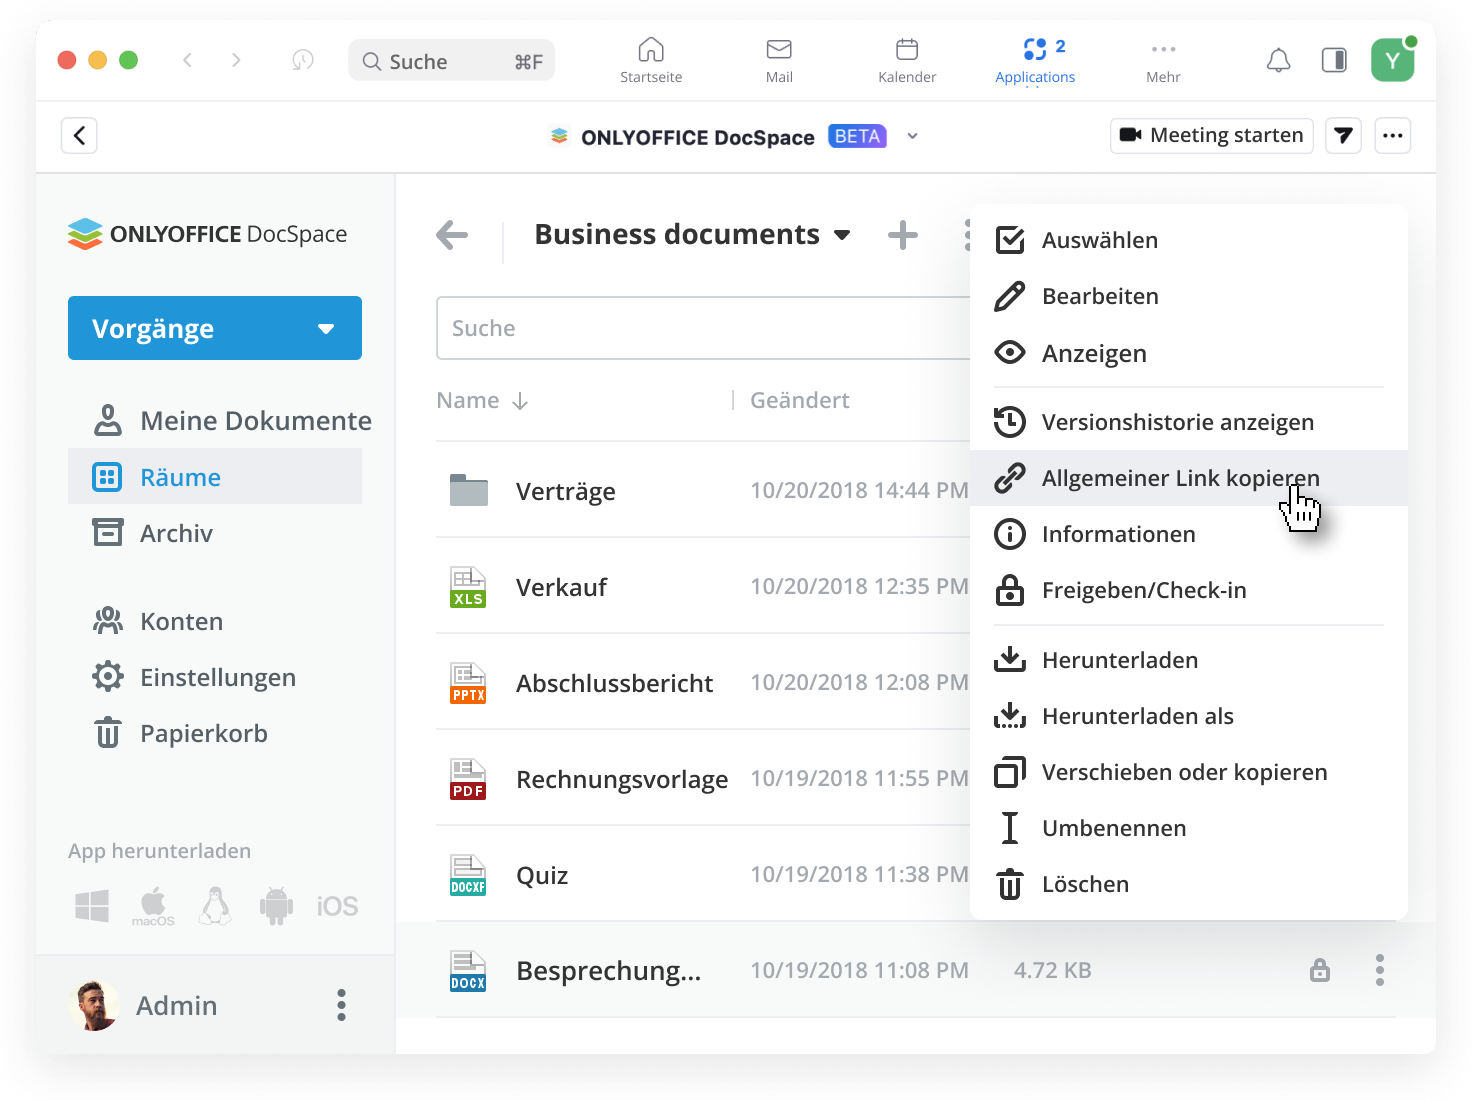 Suche ⌘F
Startseite
Mail
Kalender
2
Applications
Mehr
Y
ONLYOFFICE DocSpace BETA
Meeting starten
ONLYOFFICE DocSpace
Vorgänge
Meine Dokumente
Räume
Archiv
Konten
Einstellungen
Papierkorb
App herunterladen
macOS
iOS
Admin
Business documents
Suche
Name Geändert
Verträge 10/20/2018 14:44 PM
XLS Verkauf 10/20/2018 12:35 PM
PPTX Abschlussbericht 10/20/2018 12:08 PM
PDF Rechnungsvorlage 10/19/2018 11:55 PM
DOCXF Quiz 10/19/2018 11:38 PM
DOCX Besprechung... 10/19/2018 11:08 PM 4.72 KB
Auswählen
Bearbeiten
Anzeigen
Versionshistorie anzeigen
Allgemeiner Link kopieren
Informationen
Freigeben/Check-in
Herunterladen
Herunterladen als
Verschieben oder kopieren
Umbenennen
Löschen